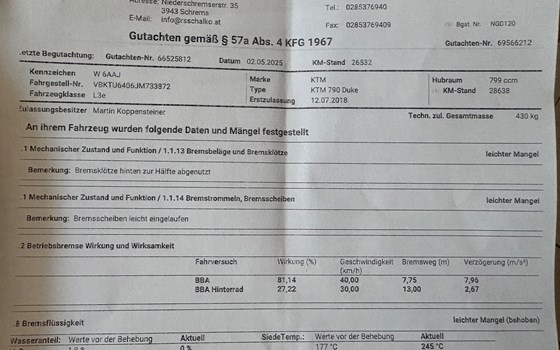 Adresse: Niederschremserstr. 35
3943 Schrems
E-Mail: info@rsschalko.at
Tel.: 0285376940
Fax: 02853769409
Bgst. Nr. NGD120
Gutachten gemäß § 57a Abs. 4 KFG 1967
Gutachten-Nr. 69566212
.etzte Begutachtung: Gutachten-Nr. 66525812 Datum 02.05.2025 KM-Stand 26532
Kennzeichen W 6AAJ Marke KTM Hubraum 799 ccm
Fahrgestell-Nr. VBKTU6406JM733872 Type KTM 790 Duke KM-Stand 28638
Fahrzeugklasse L3e Erstzulassung 12.07.2018
Zulassungsbesitzer Martin Koppensteiner Techn. zul. Gesamtmasse 430 kg
An ihrem Fahrzeug wurden folgende Daten und Mängel festgestellt
.1 Mechanischer Zustand und Funktion / 1.1.13 Bremsbeläge und Bremsklötze leichter Mangel
Bemerkung: Bremsklötze hinten zur Hälfte abgenutzt
.1 Mechanischer Zustand und Funktion / 1.1.14 Bremstrommeln, Bremsscheiben leichter Mangel
Bemerkung: Bremsscheiben leicht eingelaufen
.2 Betriebsbremse Wirkung und Wirksamkeit
Fahrversuch Wirkung (%) Geschwindigkeit (km/h) Bremsweg (m) Verzögerung (m/s²)
BBA 81,14 40,00 7,75 7,96
BBA Hinterrad 27,22 30,00 13,00 2,67
.8 Bremsflüssigkeit leichter Mangel (behoben)
Wasseranteil: Werte vor der Behebung Aktuell SiedeTemp.: Werte vor der Behebung Aktuell
0 % 177 °C 245 °C